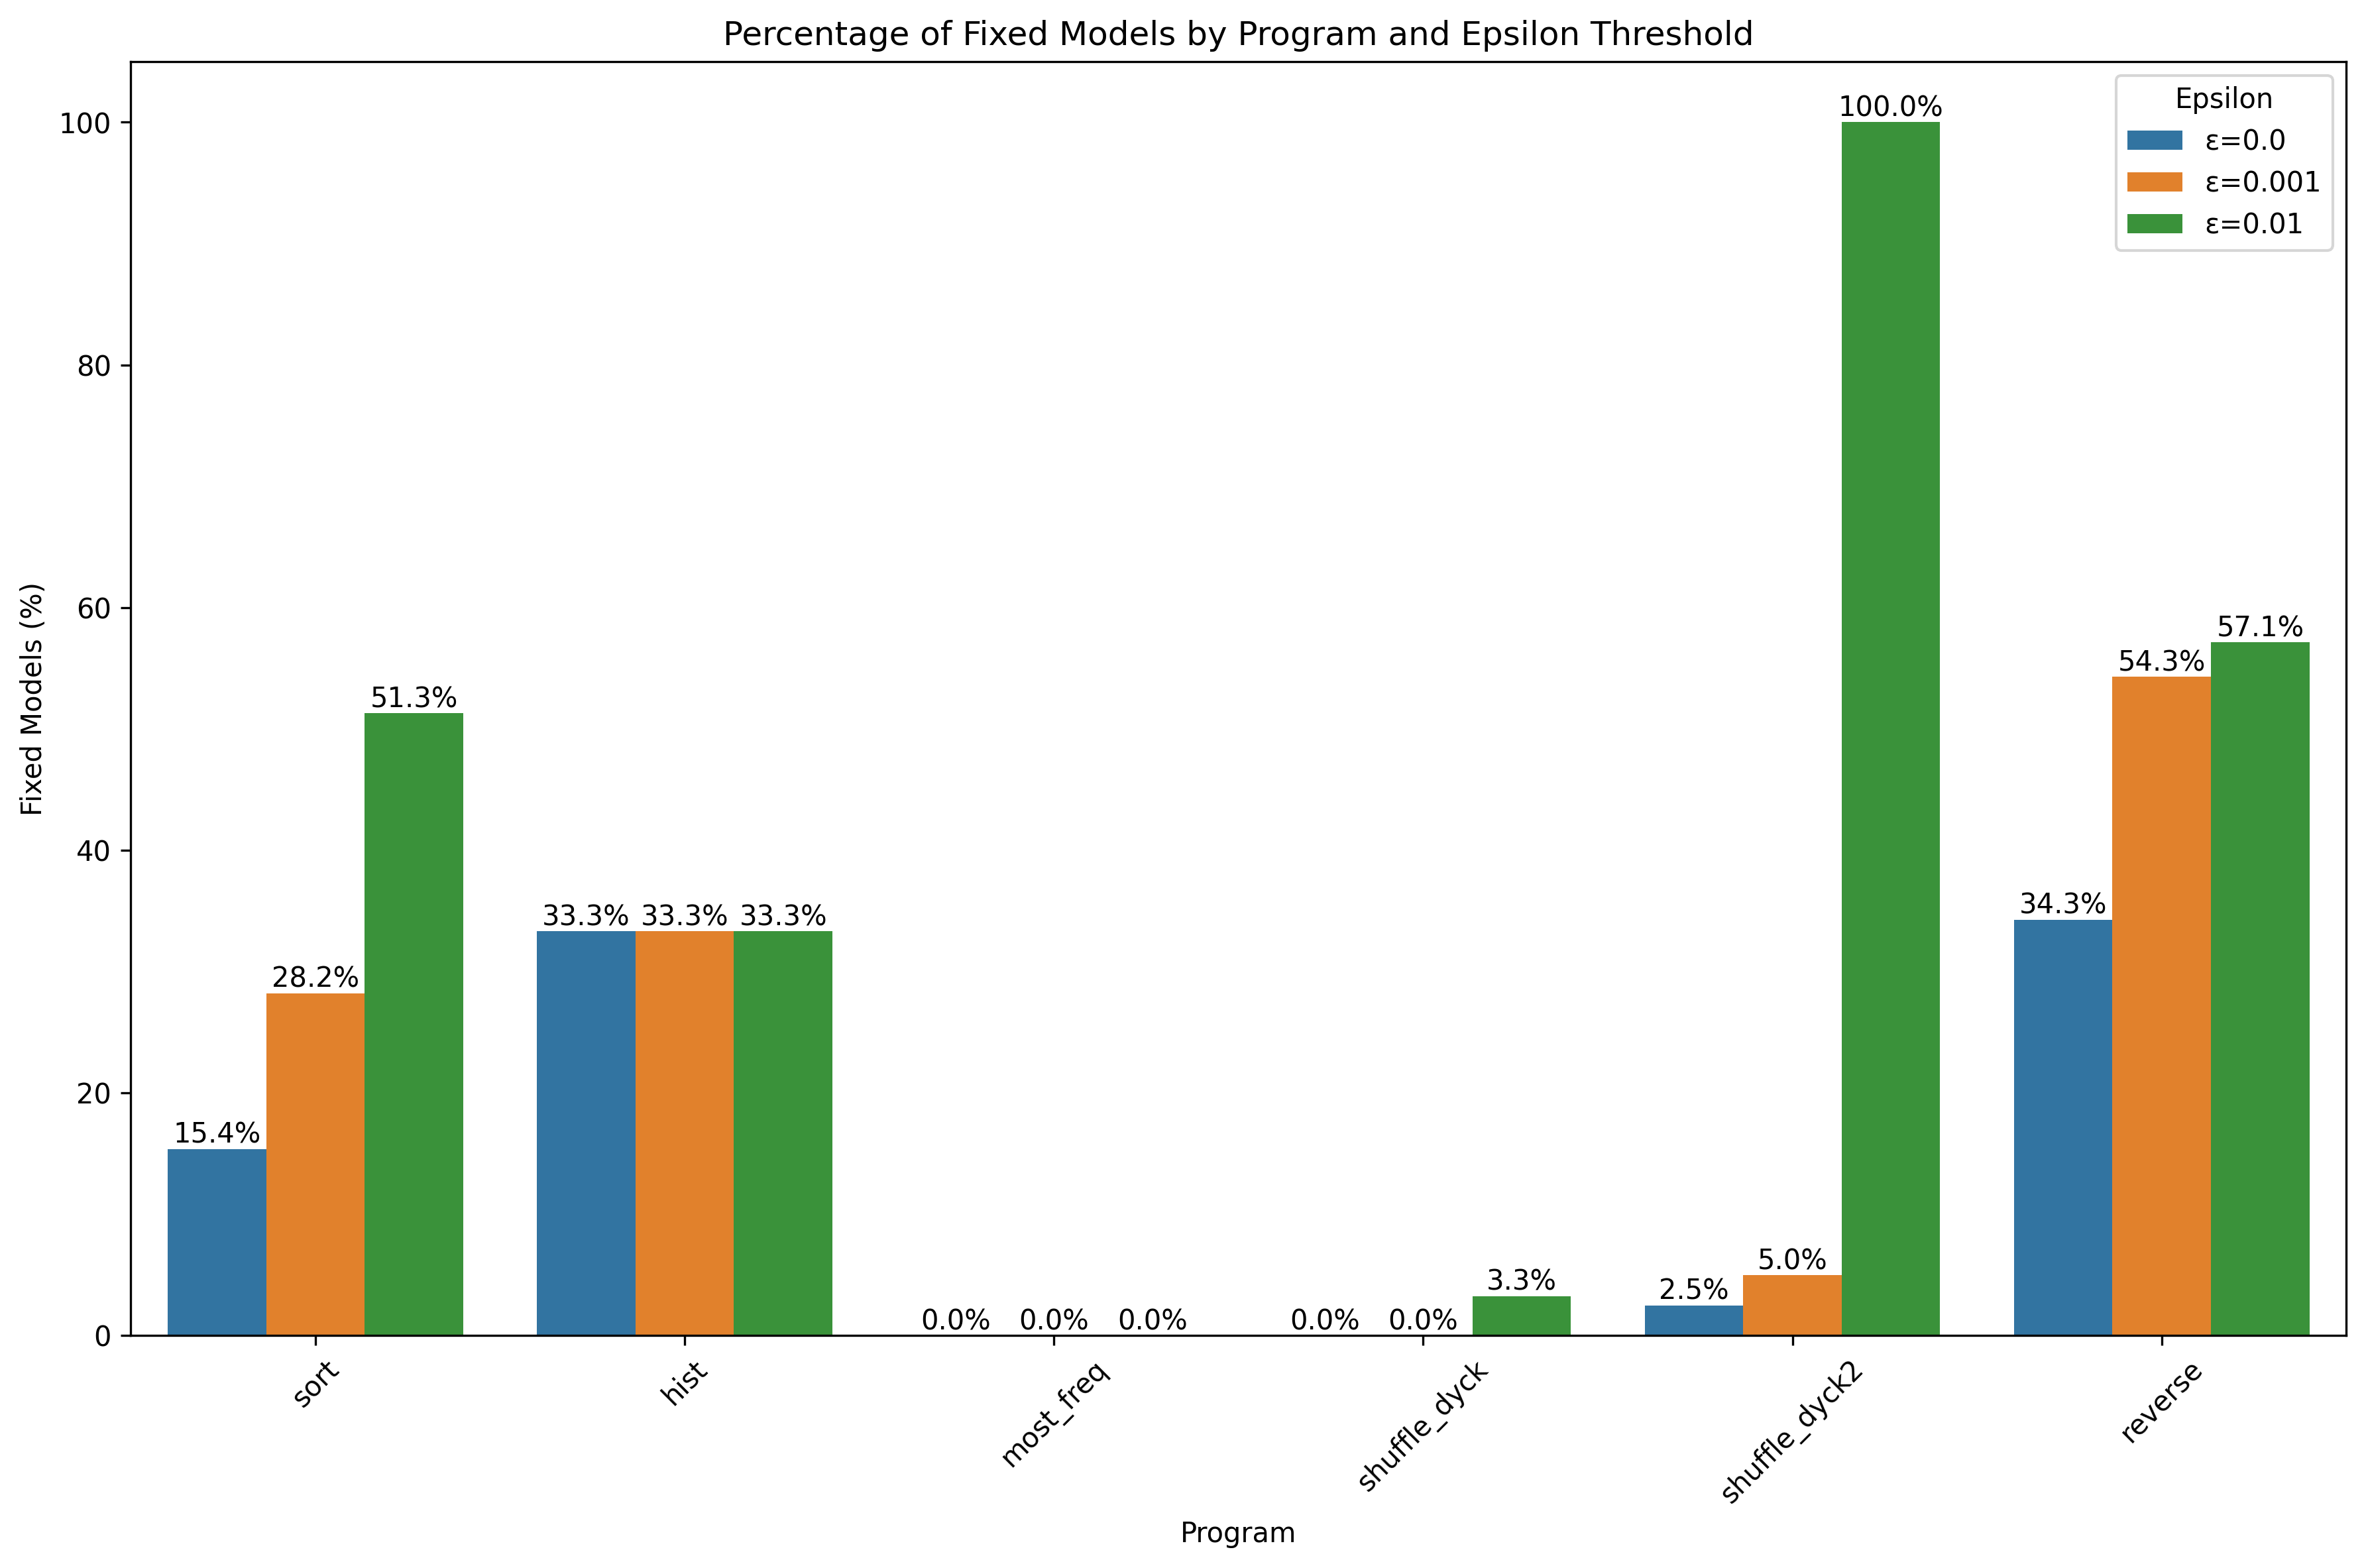 Percentage of Fixed Models by Program and Epsilon Threshold
Epsilon
ε=0.0
ε=0.001
ε=0.01
Fixed Models (%)
100
80
60
40
20
0
15.4%
28.2%
51.3%
33.3%
33.3%
33.3%
0.0%
0.0%
0.0%
0.0%
0.0%
3.3%
2.5%
5.0%
100.0%
34.3%
54.3%
57.1%
sort
hist
most_freq
shuffle_dyck
shuffle_dyck2
reverse
Program